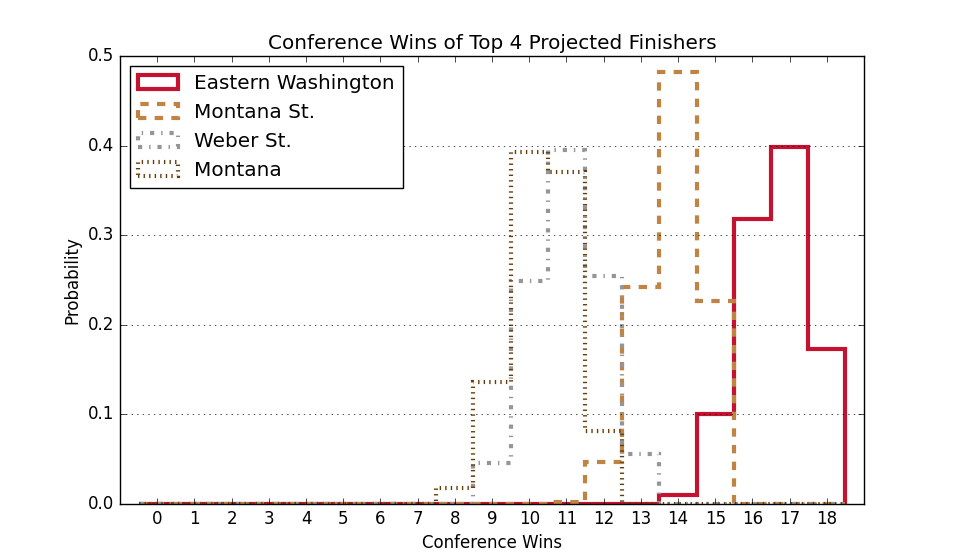 Conference Wins of Top 4 Projected Finishers
0.5
0.4
0.3
0.2
0.1
0.0
Probability
Eastern Washington
Montana St.
Weber St.
Montana
0 1 2 3 4 5 6 7 8 9 10 11 12 13 14 15 16 17 18
Conference Wins